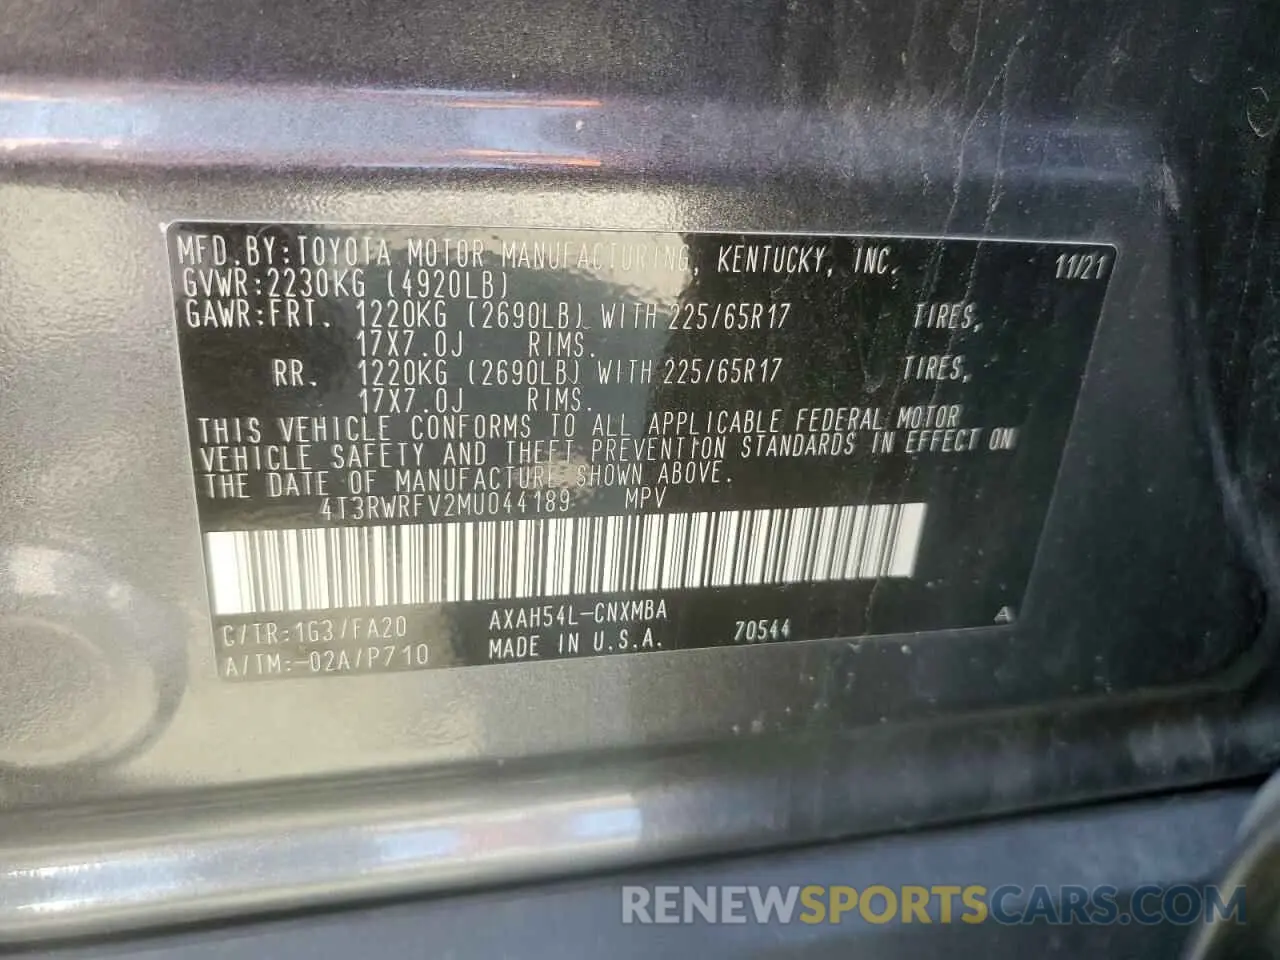 MFD.BY:TOYOTA MOTOR MANUFACTURING, KENTUCKY, INC. 11/21
GVWR:2230KG (4920LB)
GAWR:FRT. 1220KG (2690LB) WITH 225/65R17 TIRES,
17X7.0J RIMS.
RR. 1220KG (2690LB) WITH 225/65R17 TIRES,
17X7.0J RIMS.
THIS VEHICLE CONFORMS TO ALL APPLICABLE FEDERAL MOTOR
VEHICLE SAFETY AND THEFT PREVENTION STANDARDS IN EFFECT ON
THE DATE OF MANUFACTURE SHOWN ABOVE.
4T3RWRFV2MU044189 MPV
C/TR:1G3/FA20 AXAH54L-CNXMBA
A/TM:-02A/P710 MADE IN U.S.A. 70544 A
RENEWSPORTSCARS.COM